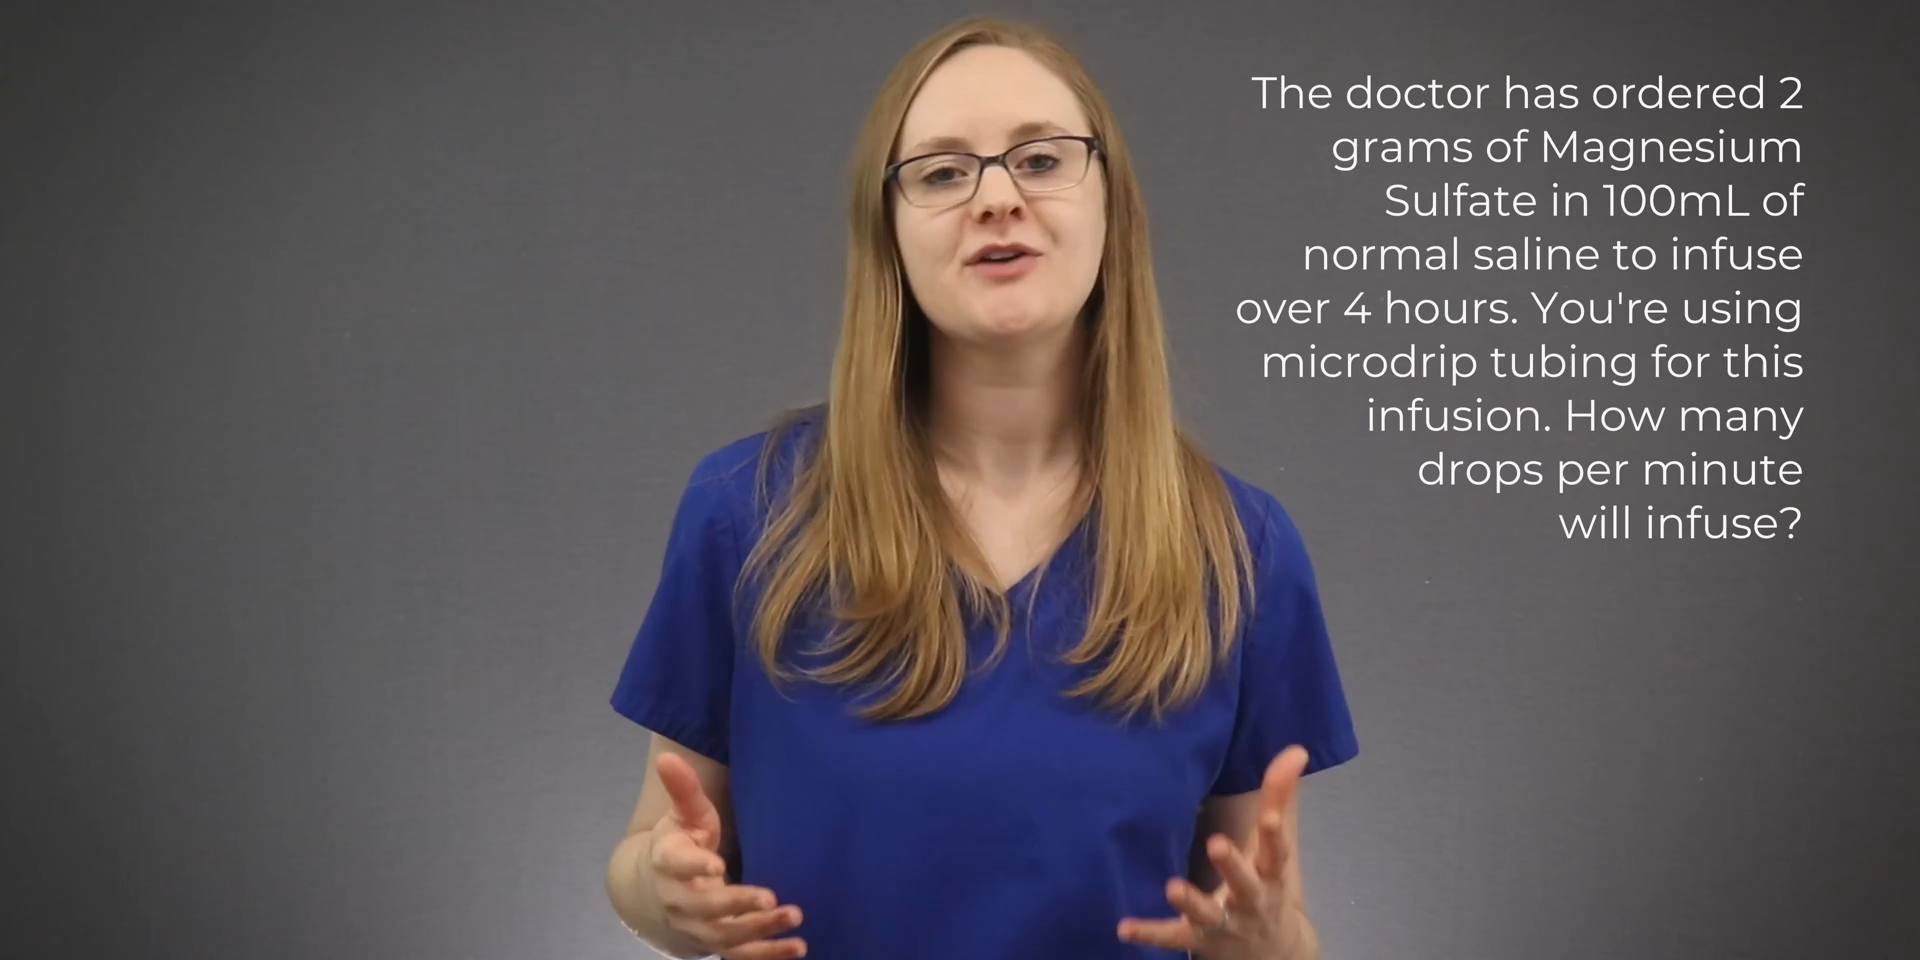 The doctor has ordered 2
grams of Magnesium
Sulfate in 100mL of
normal saline to infuse
over 4 hours. You're using
microdrip tubing for this
infusion. How many
drops per minute
will infuse?